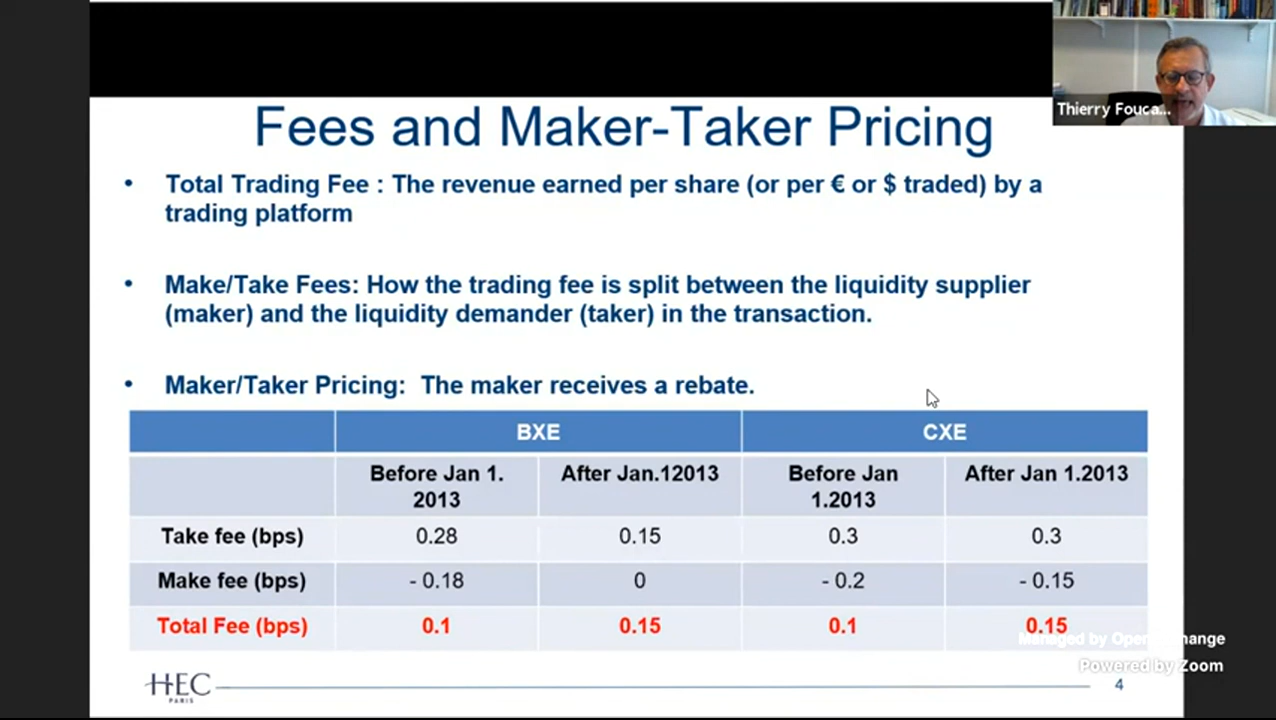 Thierry Fouca...
Fees and Maker-Taker Pricing
• Total Trading Fee : The revenue earned per share (or per € or $ traded) by a
trading platform
• Make/Take Fees: How the trading fee is split between the liquidity supplier
(maker) and the liquidity demander (taker) in the transaction.
• Maker/Taker Pricing: The maker receives a rebate.
BXE CXE
Before Jan 1. 2013 After Jan.12013 Before Jan 1.2013 After Jan 1.2013
Take fee (bps) 0.28 0.15 0.3 0.3
Make fee (bps) - 0.18 0 - 0.2 - 0.15
Total Fee (bps) 0.1 0.15 0.1 0.15
Managed by Open Exchange
Powered by Zoom
HEC
PARIS
4